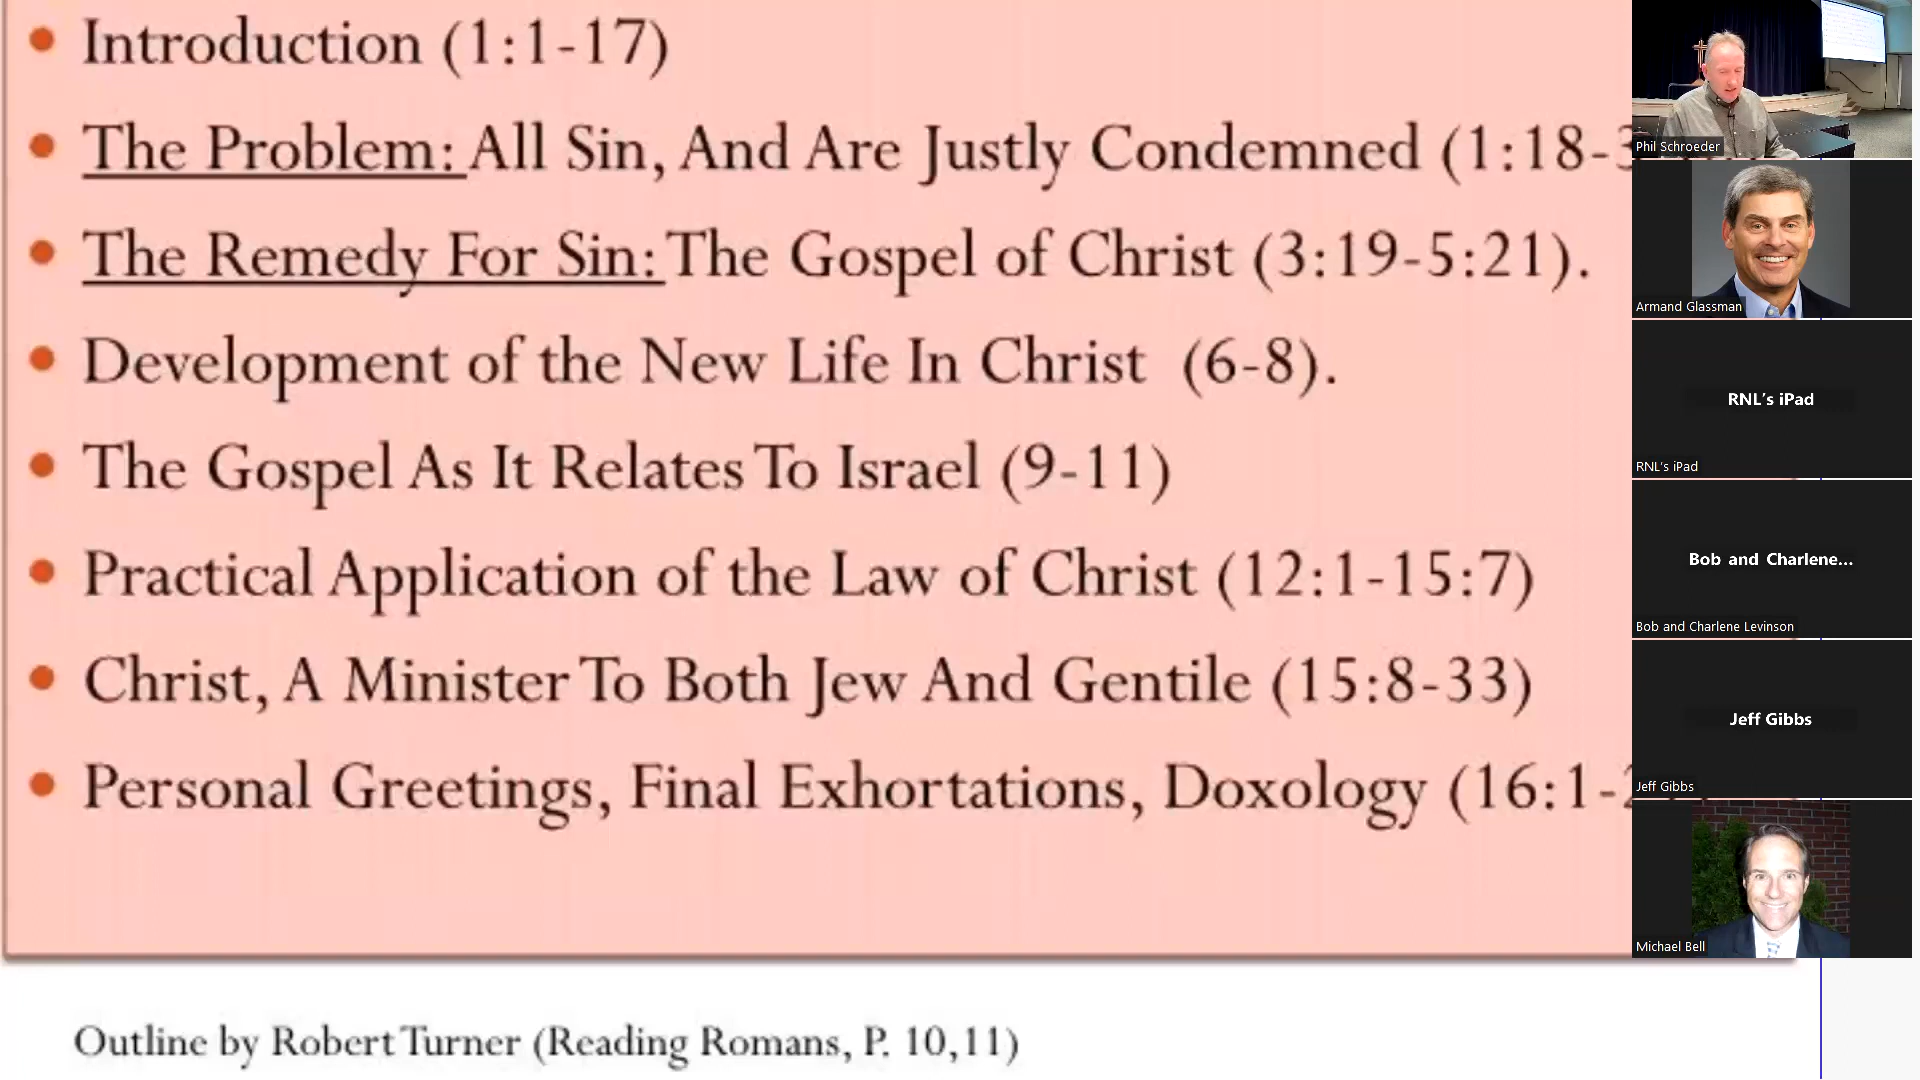 Introduction (1:1-17)
The Problem: All Sin, And Are Justly Condemned (1:18-
The Remedy For Sin: The Gospel of Christ (3:19-5:21).
Development of the New Life In Christ (6-8).
The Gospel As It Relates To Israel (9-11)
Practical Application of the Law of Christ (12:1-15:7)
Christ, A Minister To Both Jew And Gentile (15:8-33)
Personal Greetings, Final Exhortations, Doxology (16:1-
Outline by Robert Turner (Reading Romans, P. 10,11)
Phil Schroeder
Armand Glassman
RNL's iPad
RNL's iPad
Bob and Charlene...
Bob and Charlene Levinson
Jeff Gibbs
Jeff Gibbs
Michael Bell